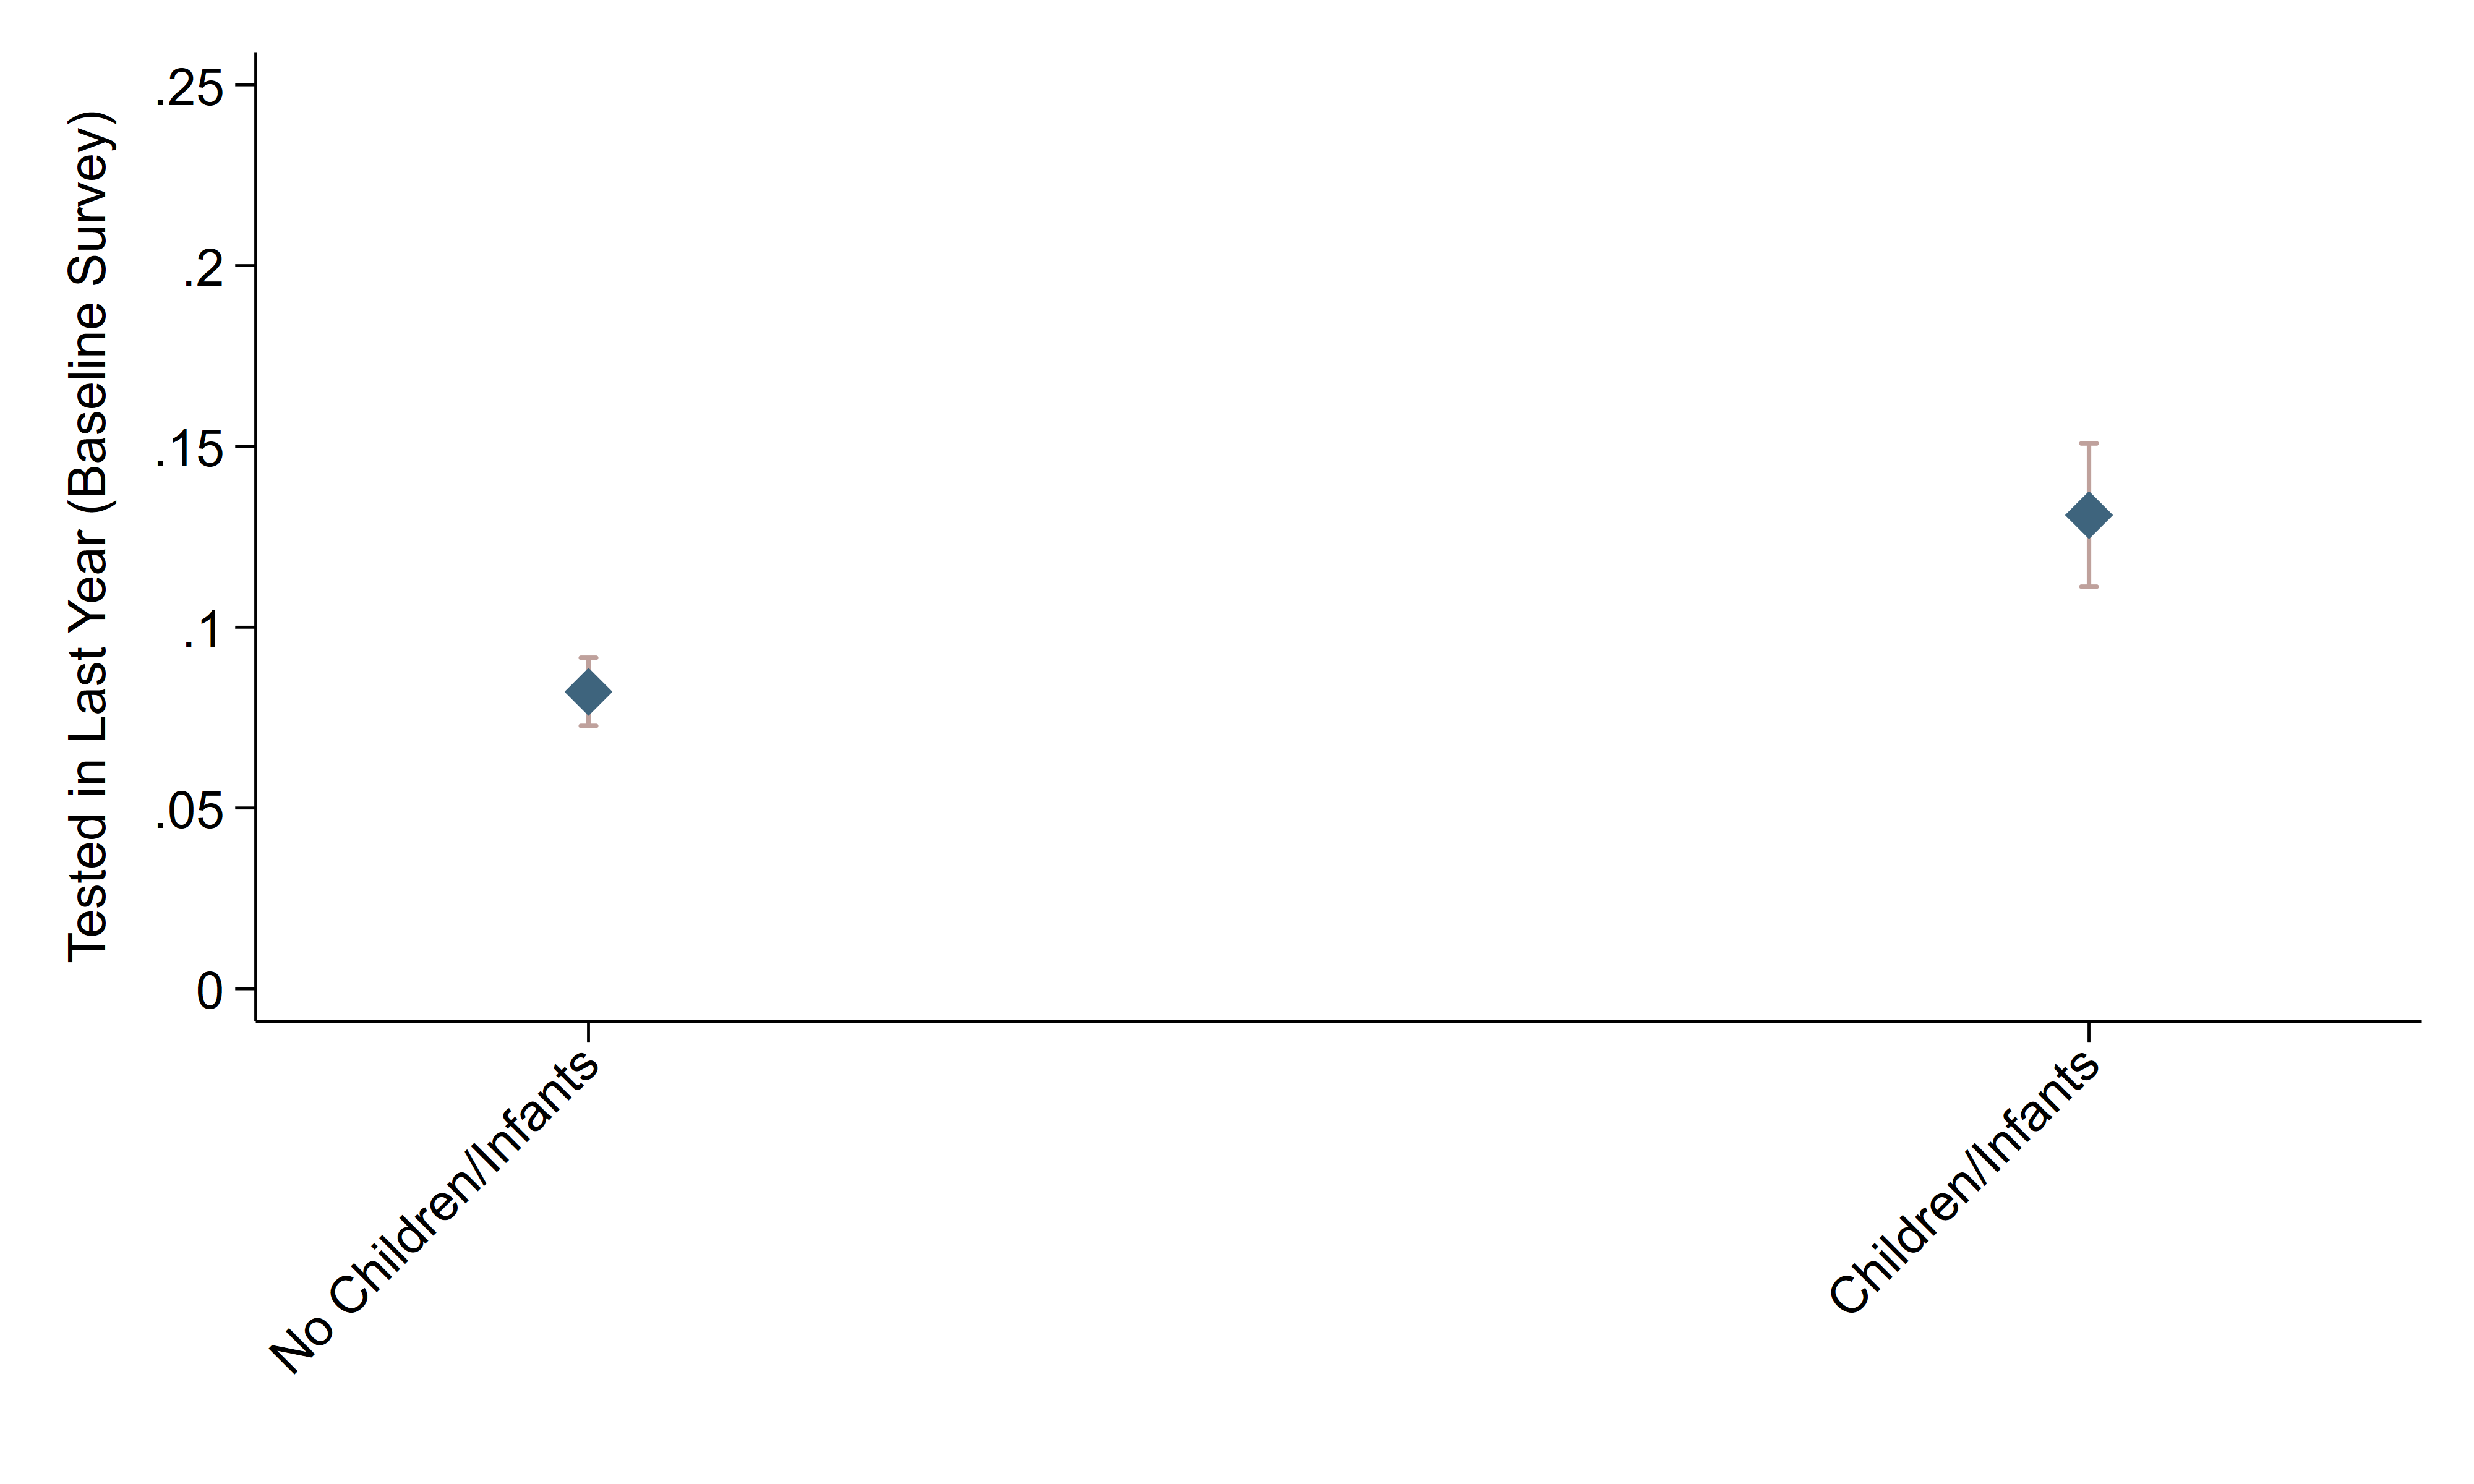 Tested in Last Year (Baseline Survey)
.25
.2
.15
.1
.05
0
No Children/Infants
Children/Infants